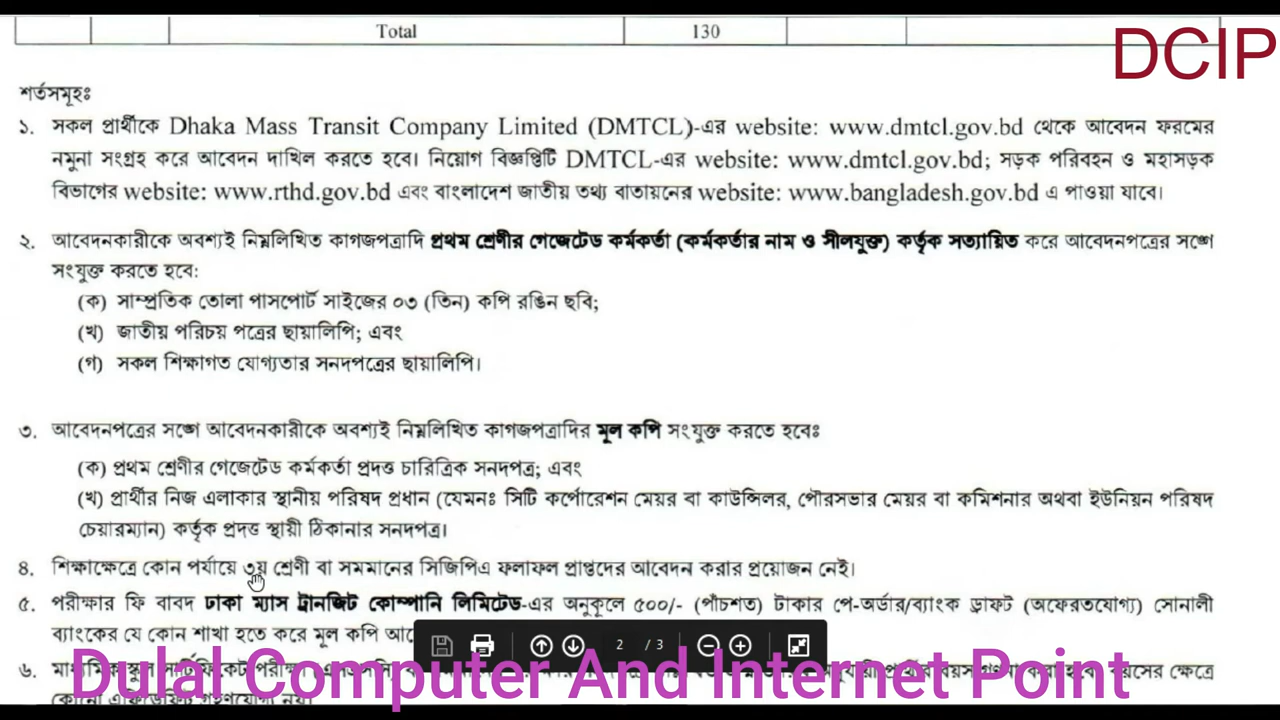 Total 130
DCIP
শর্তসমূহঃ
১. সকল প্রার্থীকে Dhaka Mass Transit Company Limited (DMTCL)-এর website: www.dmtcl.gov.bd থেকে আবেদন ফরমের
নমুনা সংগ্রহ করে আবেদন দাখিল করতে হবে। নিয়োগ বিজ্ঞপ্তিটি DMTCL-এর website: www.dmtcl.gov.bd; সড়ক পরিবহন ও মহাসড়ক
বিভাগের website: www.rthd.gov.bd এবং বাংলাদেশ জাতীয় তথ্য বাতায়নের website: www.bangladesh.gov.bd এ পাওয়া যাবে।
২. আবেদনকারীকে অবশ্যই নিম্নলিখিত কাগজপত্রাদি প্রথম শ্রেণীর গেজেটেড কর্মকর্তা (কর্মকর্তার নাম ও সীলযুক্ত) কর্তৃক সত্যায়িত করে আবেদনপত্রের সঙ্গে
সংযুক্ত করতে হবে:
(ক) সাম্প্রতিক তোলা পাসপোর্ট সাইজের ০৩ (তিন) কপি রঙিন ছবি;
(খ) জাতীয় পরিচয় পত্রের ছায়ালিপি; এবং
(গ) সকল শিক্ষাগত যোগ্যতার সনদপত্রের ছায়ালিপি।
৩. আবেদনপত্রের সঙ্গে আবেদনকারীকে অবশ্যই নিম্নলিখিত কাগজপত্রাদির মূল কপি সংযুক্ত করতে হবেঃ
(ক) প্রথম শ্রেণীর গেজেটেড কর্মকর্তা প্রদত্ত চারিত্রিক সনদপত্র; এবং
(খ) প্রার্থীর নিজ এলাকার স্থানীয় পরিষদ প্রধান (যেমনঃ সিটি কর্পোরেশন মেয়র বা কাউন্সিলর, পৌরসভার মেয়র বা কমিশনার অথবা ইউনিয়ন পরিষদ
চেয়ারম্যান) কর্তৃক প্রদত্ত স্থায়ী ঠিকানার সনদপত্র।
৪. শিক্ষাক্ষেত্রে কোন পর্যায়ে ৩য় শ্রেণী বা সমমানের সিজিপিএ ফলাফল প্রাপ্তদের আবেদন করার প্রয়োজন নেই।
৫. পরীক্ষার ফি বাবদ ঢাকা ম্যাস ট্রানজিট কোম্পানি লিমিটেড-এর অনুকূলে ৫০০/- (পাঁচশত) টাকার পে-অর্ডার/ব্যাংক ড্রাফট (অফেরতযোগ্য) সোনালী
ব্যাংকের যে কোন শাখা হতে করে মূল কপি
2 / 3
৬.
Dulal Computer And Internet Point